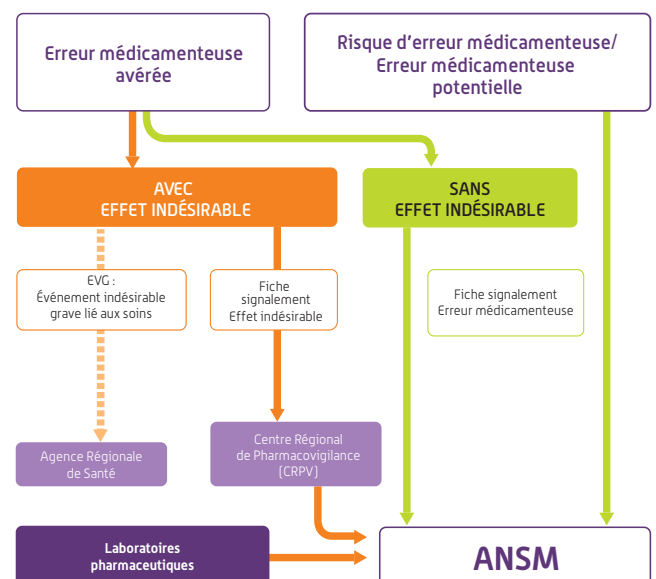 Erreur médicamenteuse
avérée
Risque d'erreur médicamenteuse/
Erreur médicamenteuse
potentielle
AVEC
EFFET INDÉSIRABLE
SANS
EFFET INDÉSIRABLE
EVG :
Événement indésirable
grave lié aux soins
Fiche
signalement
Effet indésirable
Fiche signalement
Erreur médicamenteuse
Agence Régionale
de Santé
Centre Régional
de Pharmacovigilance
(CRPV)
Laboratoires
pharmaceutiques
ANSM